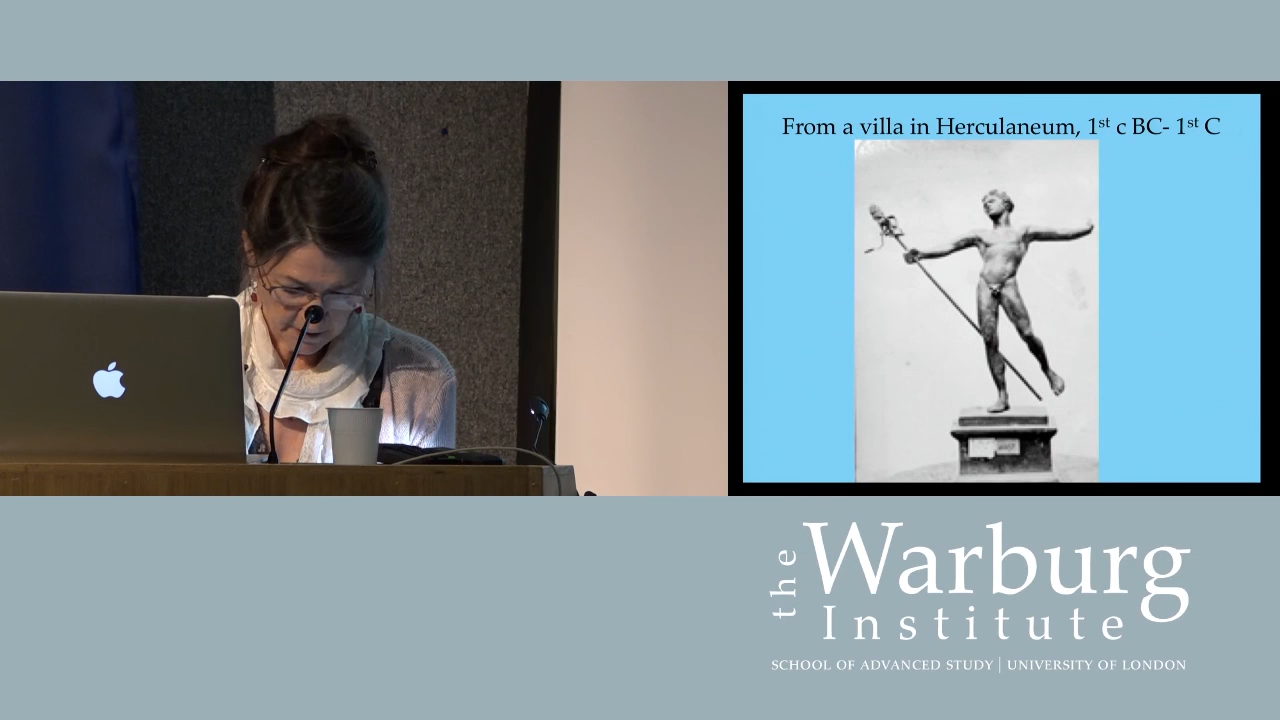 From a villa in Herculaneum, 1st c BC- 1st C
the Warburg
Institute
SCHOOL OF ADVANCED STUDY | UNIVERSITY OF LONDON